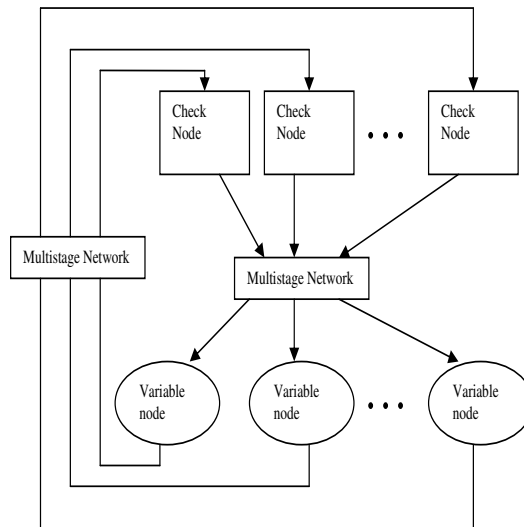 Check
Node
Check
Node
Check
Node
Multistage Network
Multistage Network
Variable
node
Variable
node
Variable
node